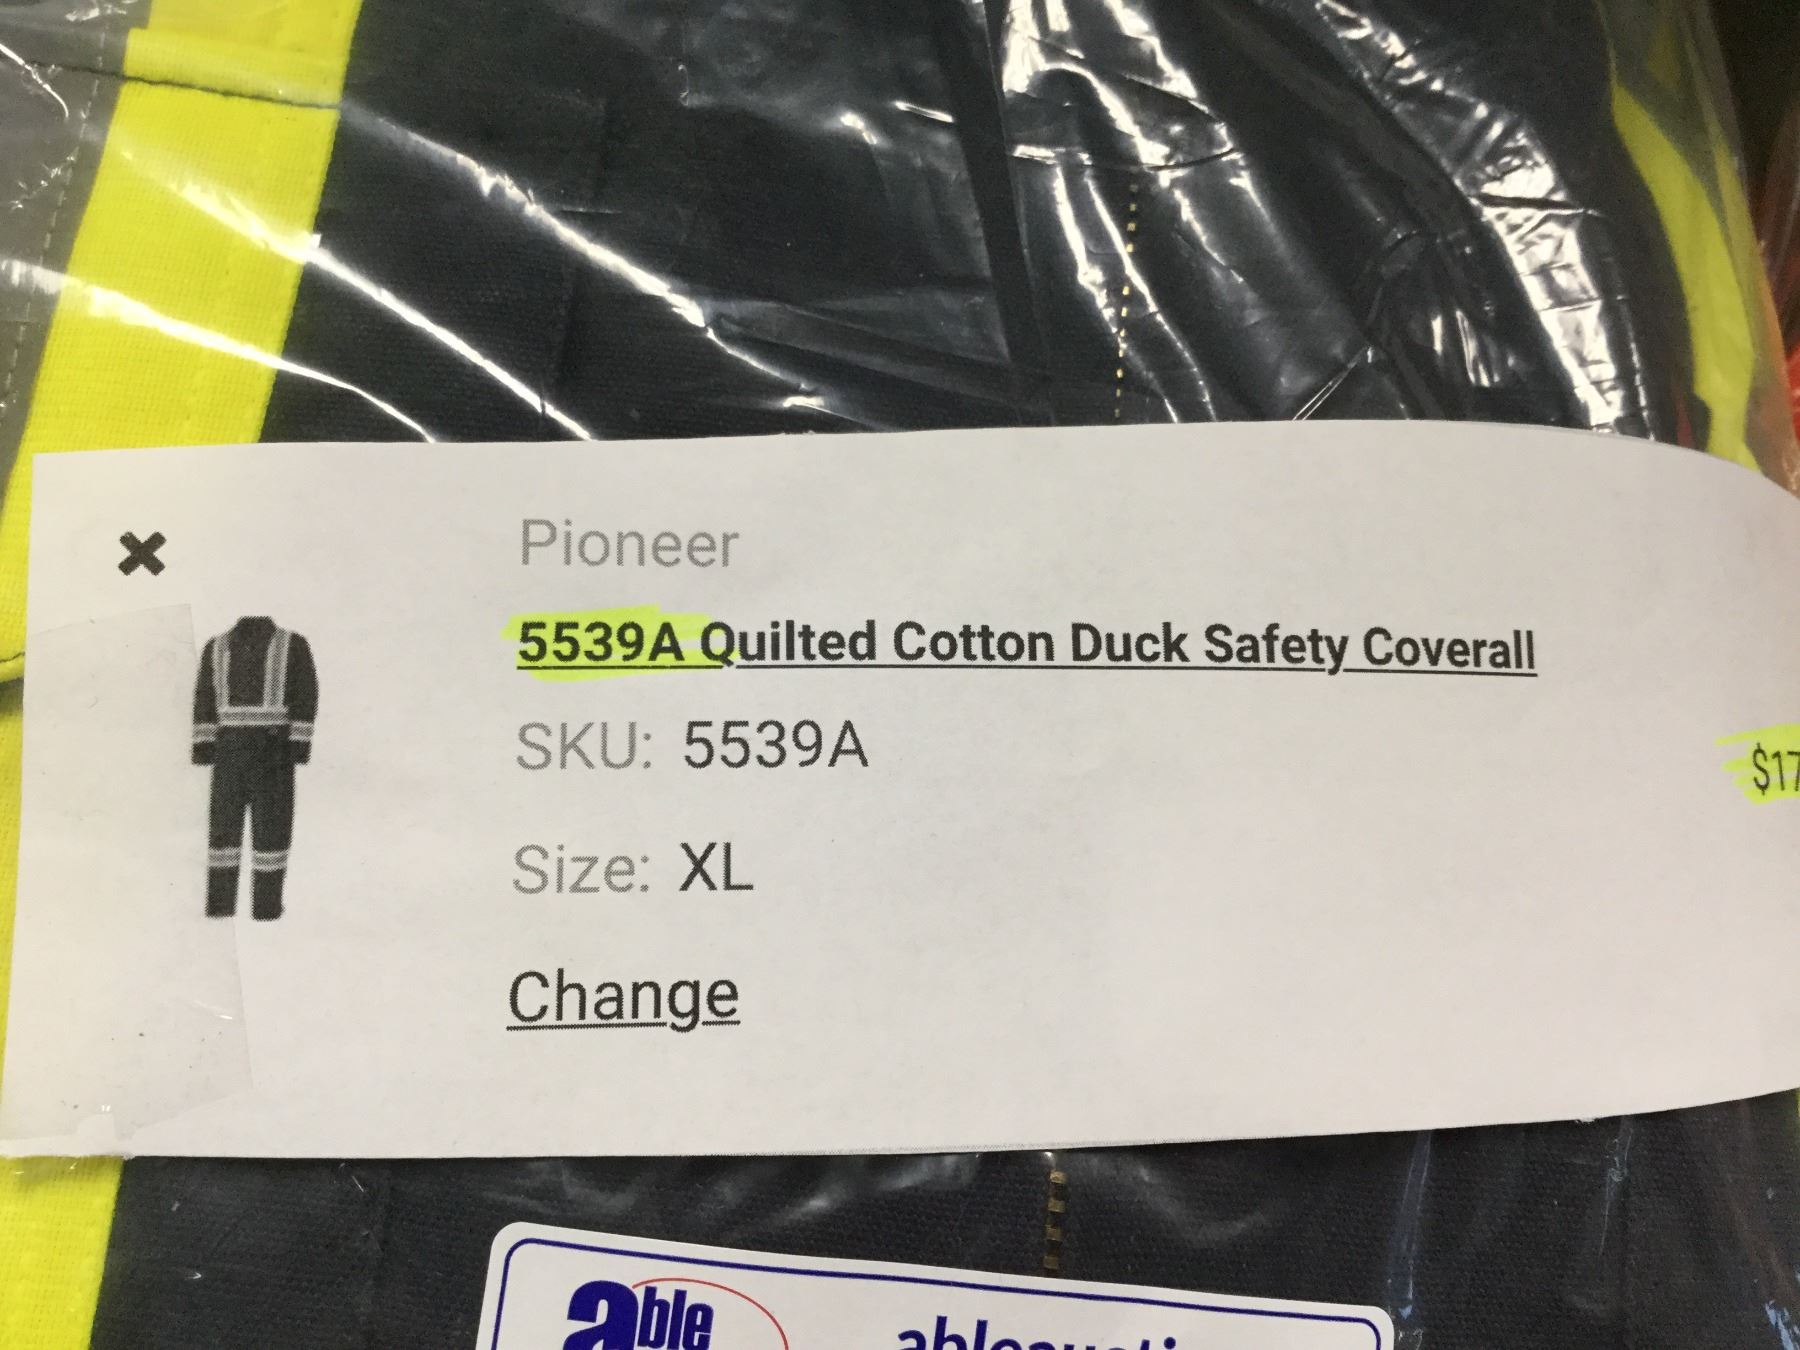 Pioneer
5539A Quilted Cotton Duck Safety Coverall
SKU: 5539A
$17
Size: XL
Change
able